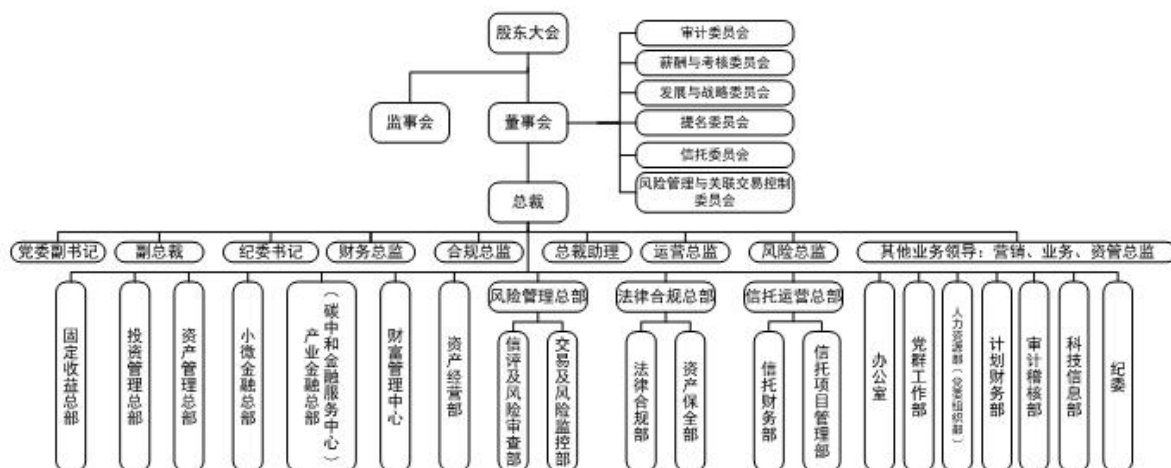 股东大会
审计委员会
薪酬与考核委员会
发展与战略委员会
监事会
董事会
提名委员会
信托委员会
总裁
风险管理与关联交易控制
委员会
党委副书记
副总裁
纪委书记
财务总监
合规总监
总裁助理
运营总监
风险总监
其他业务领导：营销、业务、资管总监
固定收益总部
投资管理总部
资产管理总部
小微金融总部
（碳中和金融服务中心）
产业金融总部
财富管理中心
资产经营部
风险管理总部
信评及风险审查部
交易及风险监控部
法律合规总部
法律合规部
资产保全部
信托运营总部
信托财务部
信托项目管理部
办公室
党群工作部
人力资源部（党委组织部）
计划财务部
审计稽核部
科技信息部
纪委